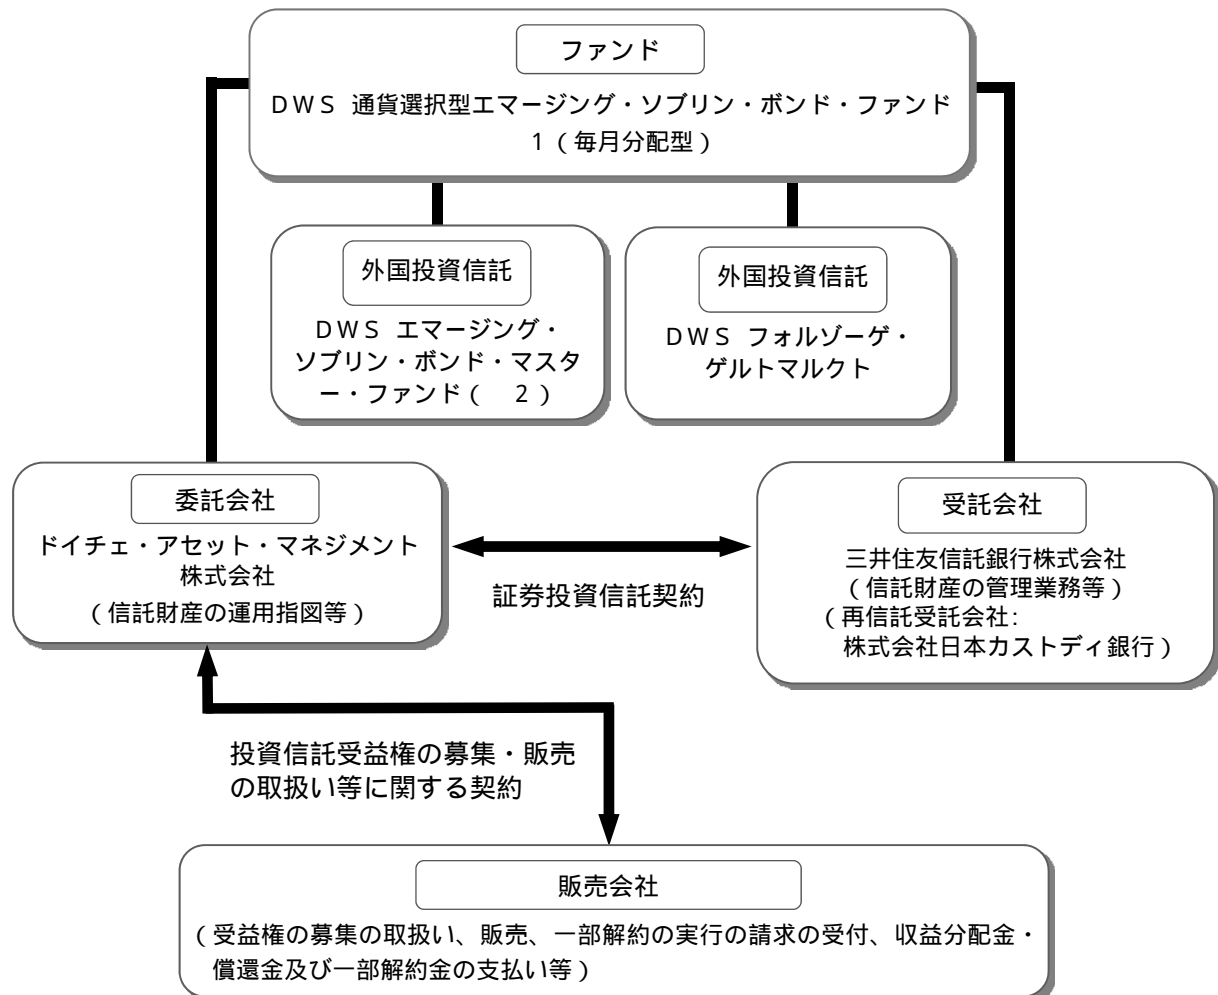 ファンド
DWS 通貨選択型エマージング・ソブリン・ボンド・ファンド
1(毎月分配型)
外国投資信託
DWS エマージング・
ソブリン・ボンド・マスタ
ー・ファンド( 2)
外国投資信託
DWS フォルゾーゲ・
ゲルトマルクト
委託会社
ドイチェ・アセット・マネジメント
株式会社
(信託財産の運用指図等)
証券投資信託契約
受託会社
三井住友信託銀行株式会社
(信託財産の管理業務等)
(再信託受託会社:
株式会社日本カストディ銀行)
投資信託受益権の募集・販売
の取扱い等に関する契約
販売会社
(受益権の募集の取扱い、販売、一部解約の実行の請求の受付、収益分配金・
償還金及び一部解約金の支払い等)